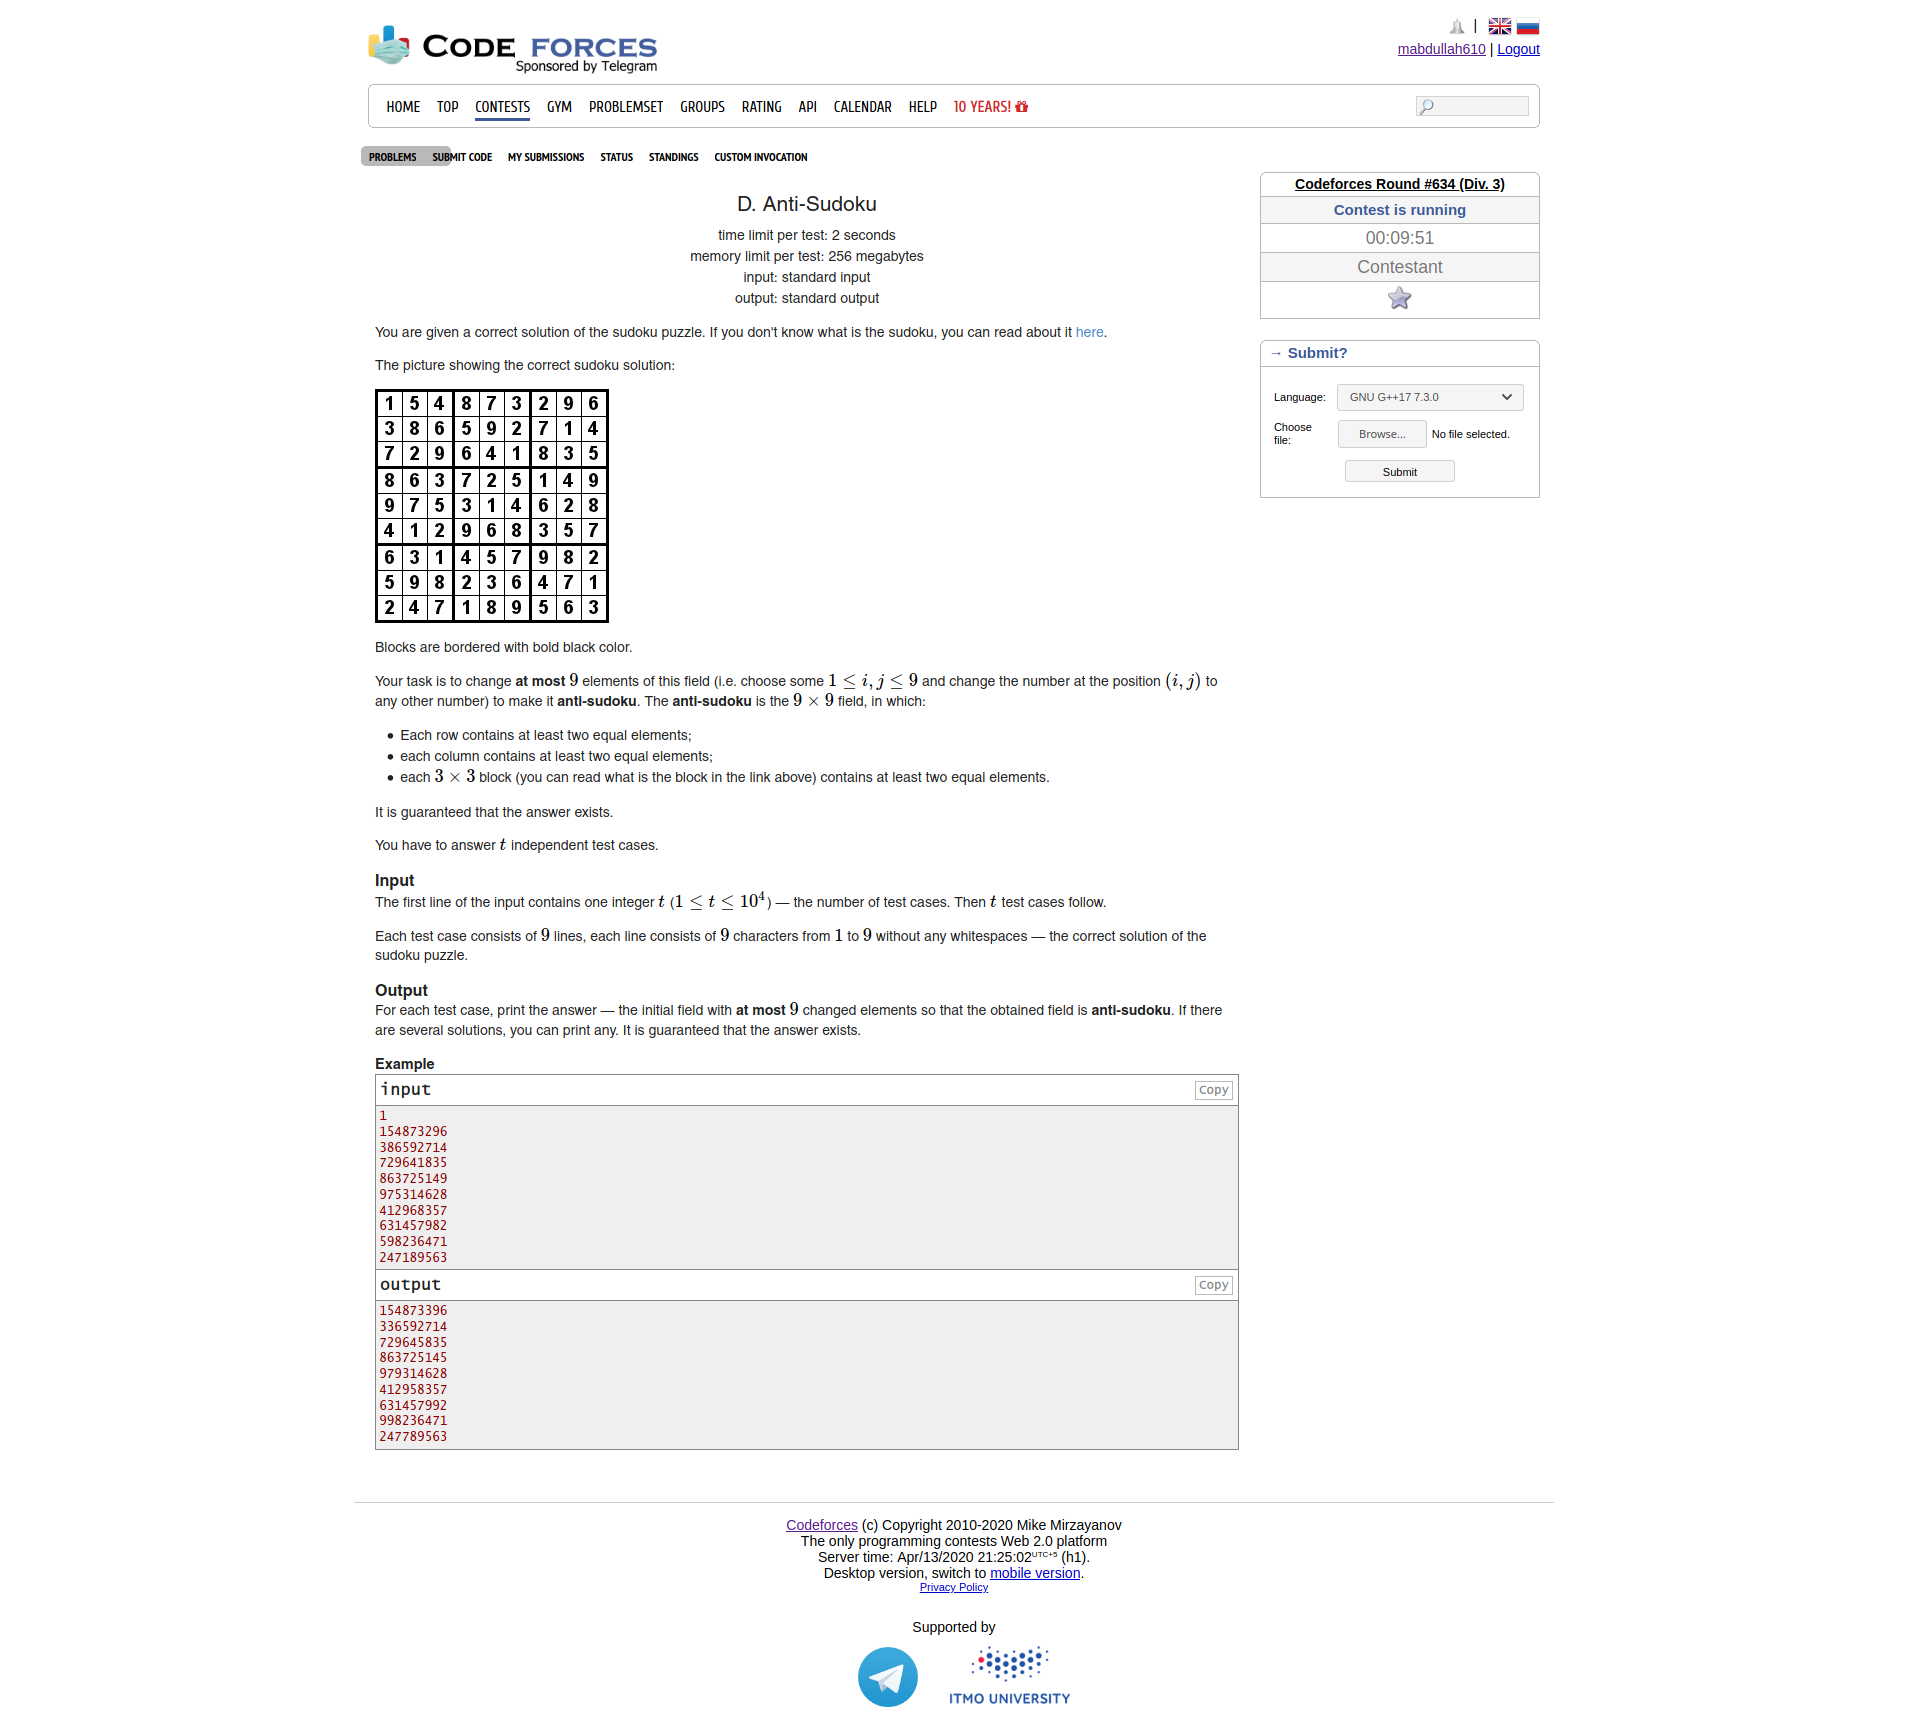 CODE FORCES
Sponsored by Telegram
|
mabdullah610 | Logout
HOME TOP CONTESTS GYM PROBLEMSET GROUPS RATING API CALENDAR HELP 10 YEARS!
PROBLEMS SUBMIT CODE MY SUBMISSIONS STATUS STANDINGS CUSTOM INVOCATION
D. Anti-Sudoku
time limit per test: 2 seconds
memory limit per test: 256 megabytes
input: standard input
output: standard output
You are given a correct solution of the sudoku puzzle. If you don't know what is the sudoku, you can read about it here.
The picture showing the correct sudoku solution:
1 5 4 8 7 3 2 9 6
3 8 6 5 9 2 7 1 4
7 2 9 6 4 1 8 3 5
8 6 3 7 2 5 1 4 9
9 7 5 3 1 4 6 2 8
4 1 2 9 6 8 3 5 7
6 3 1 4 5 7 9 8 2
5 9 8 2 3 6 4 7 1
2 4 7 1 8 9 5 6 3
Blocks are bordered with bold black color.
Your task is to change at most 9 elements of this field (i.e. choose some 1 ≤ i, j ≤ 9 and change the number at the position (i, j) to
any other number) to make it anti-sudoku. The anti-sudoku is the 9 × 9 field, in which:
• Each row contains at least two equal elements;
• each column contains at least two equal elements;
• each 3 × 3 block (you can read what is the block in the link above) contains at least two equal elements.
It is guaranteed that the answer exists.
You have to answer t independent test cases.
Input
The first line of the input contains one integer t (1 ≤ t ≤ 10⁴) — the number of test cases. Then t test cases follow.
Each test case consists of 9 lines, each line consists of 9 characters from 1 to 9 without any whitespaces — the correct solution of the
sudoku puzzle.
Output
For each test case, print the answer — the initial field with at most 9 changed elements so that the obtained field is anti-sudoku. If there
are several solutions, you can print any. It is guaranteed that the answer exists.
Example
input Copy
1
154873296
386592714
729641835
863725149
975314628
412968357
631457982
598236471
247189563
output Copy
154873396
336592714
729645835
863725145
979314628
412958357
631457992
998236471
247789563
Codeforces Round #634 (Div. 3)
Contest is running
00:09:51
Contestant
→ Submit?
Language: GNU G++17 7.3.0
Choose
file: Browse... No file selected.
Submit
Codeforces (c) Copyright 2010-2020 Mike Mirzayanov
The only programming contests Web 2.0 platform
Server time: Apr/13/2020 21:25:02UTC+5 (h1).
Desktop version, switch to mobile version.
Privacy Policy
Supported by
ITMO UNIVERSITY